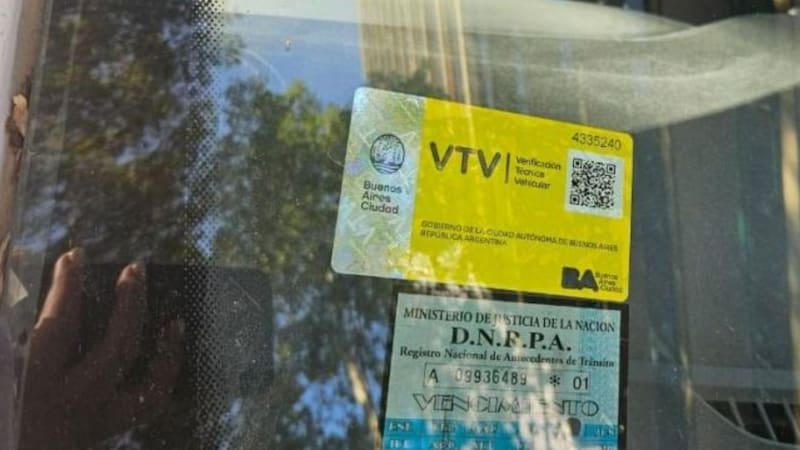 4335240
VTV
Verificación
Técnica
Vehicular
Buenos
Aires
Ciudad
GOBIERNO DE LA CIUDAD AUTÓNOMA DE BUENOS AIRES
REPÚBLICA ARGENTINA
BA
Buenos
Aires
Ciudad
MINISTERIO DE JUSTICIA DE LA NACION
D.N.R.P.A.
Registro Nacional de Antecedentes de Tránsito
A 09936489 * 01
VENCIMIENTO